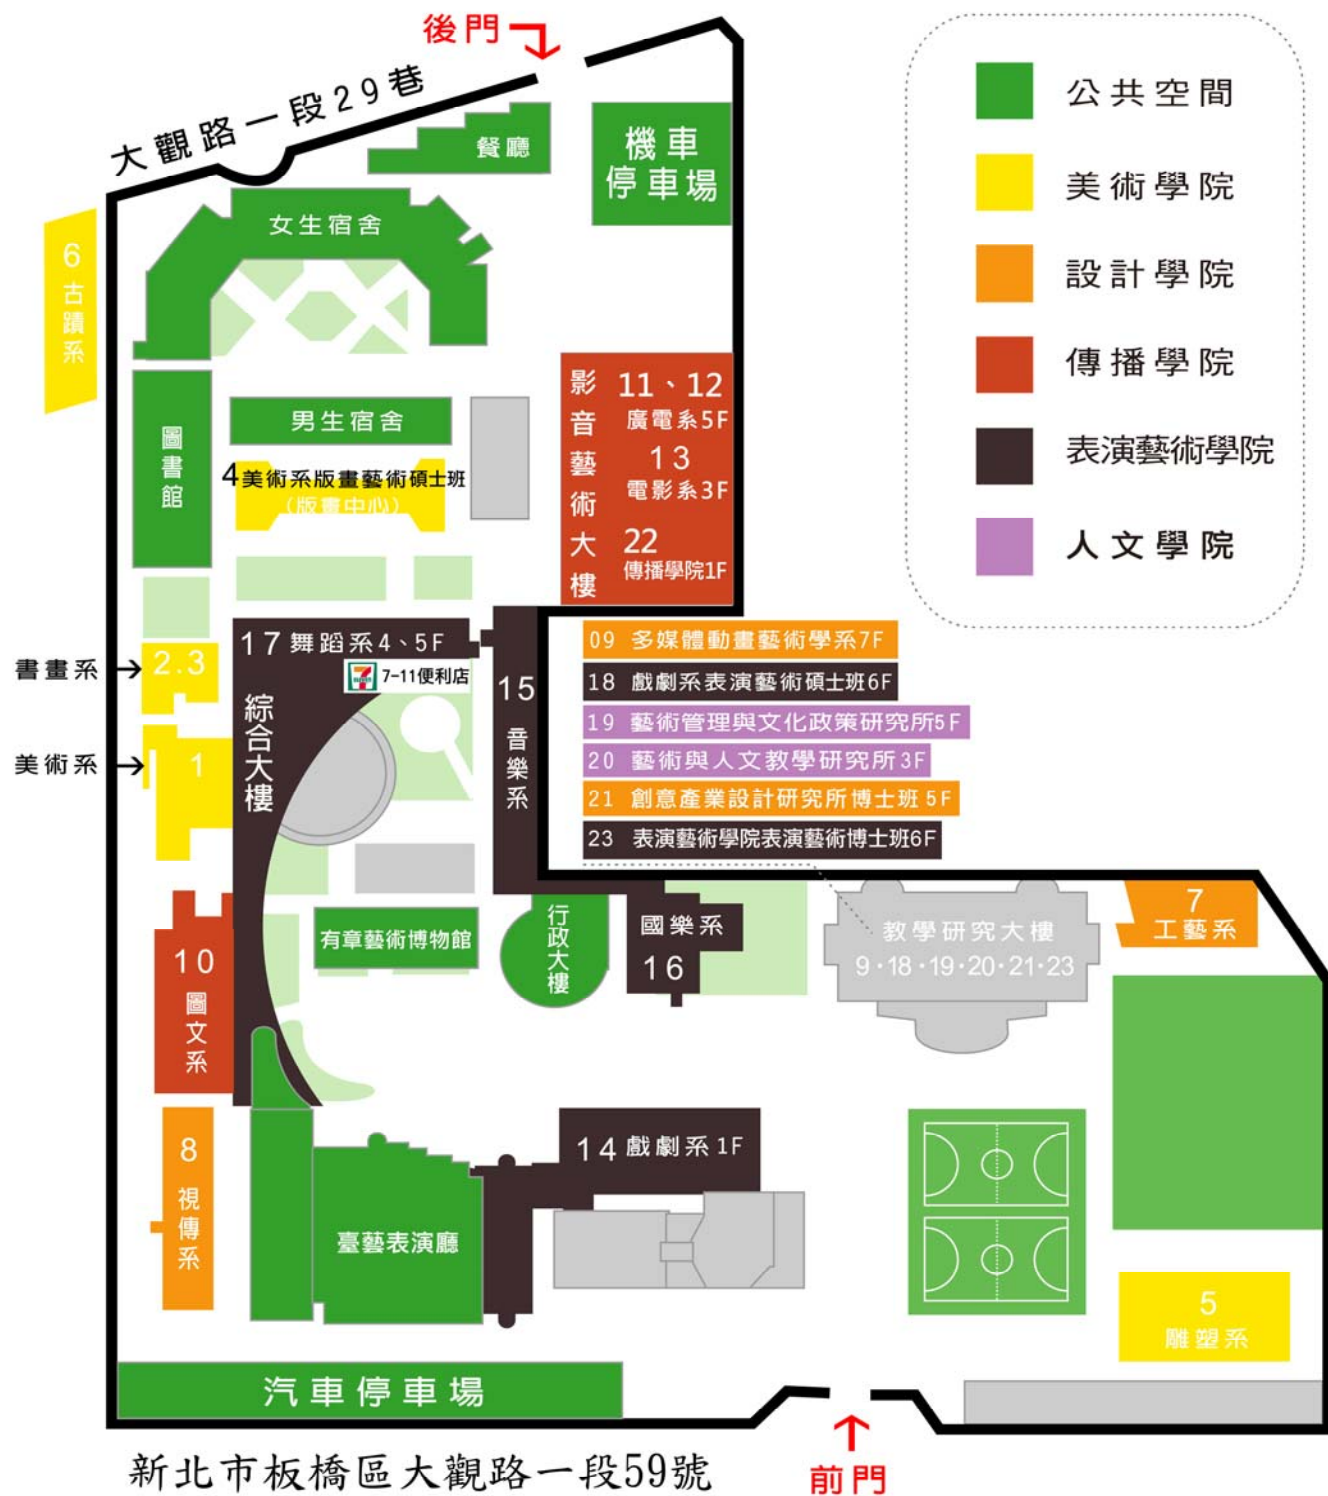 後門
大觀路一段29巷
餐廳
機車
停車場
女生宿舍
6
古蹟系
圖書館
男生宿舍
4美術系版畫藝術碩士班
(版畫中心)
影音藝術大樓
11、12
廣電系5F
13
電影系3F
22
傳播學院1F
公共空間
美術學院
設計學院
傳播學院
表演藝術學院
人文學院
17舞蹈系4、5F
7-ELEVEN
7-11便利店
綜合大樓
15
音樂系
書畫系
2.3
美術系
1
09 多媒體動畫藝術學系7F
18 戲劇系表演藝術碩士班6F
19 藝術管理與文化政策研究所5F
20 藝術與人文教學研究所3F
21 創意產業設計研究所博士班5F
23 表演藝術學院表演藝術博士班6F
10
圖文系
有章藝術博物館
行政大樓
國樂系
16
教學研究大樓
9·18·19·20·21·23
7
工藝系
8
視傳系
臺藝表演廳
14戲劇系1F
5
雕塑系
汽車停車場
新北市板橋區大觀路一段59號
前門